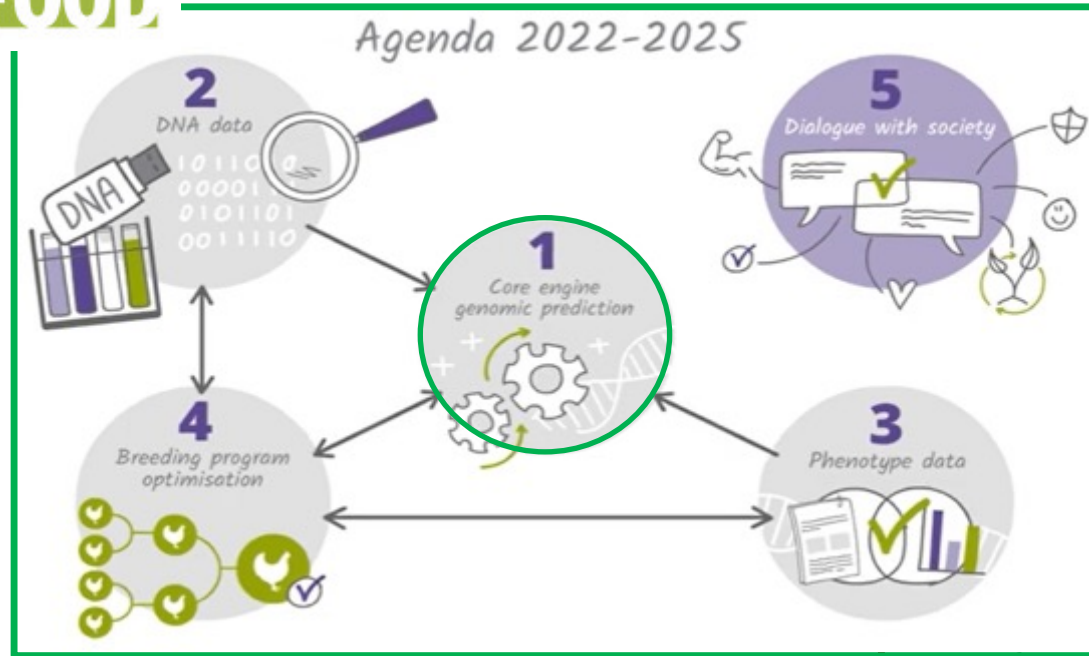 FOOD
Agenda 2022-2025
2
DNA data
DNA
1
Core engine
genomic prediction
5
Dialogue with society
4
Breeding program
optimisation
3
Phenotype data